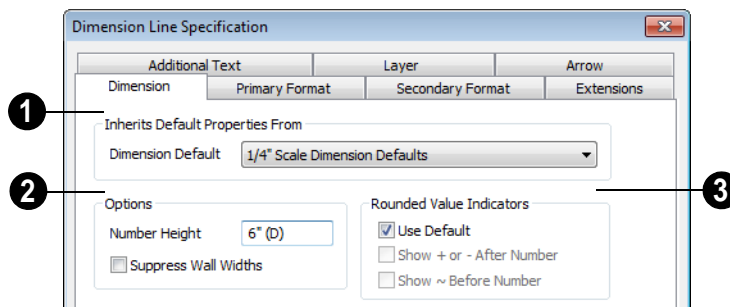 Dimension Line Specification
Additional Text Layer Arrow
Dimension Primary Format Secondary Format Extensions
1
Inherits Default Properties From
Dimension Default 1/4" Scale Dimension Defaults
2 3
Options Rounded Value Indicators
Number Height 6" (D) Use Default
Suppress Wall Widths Show + or - After Number
Show ~ Before Number